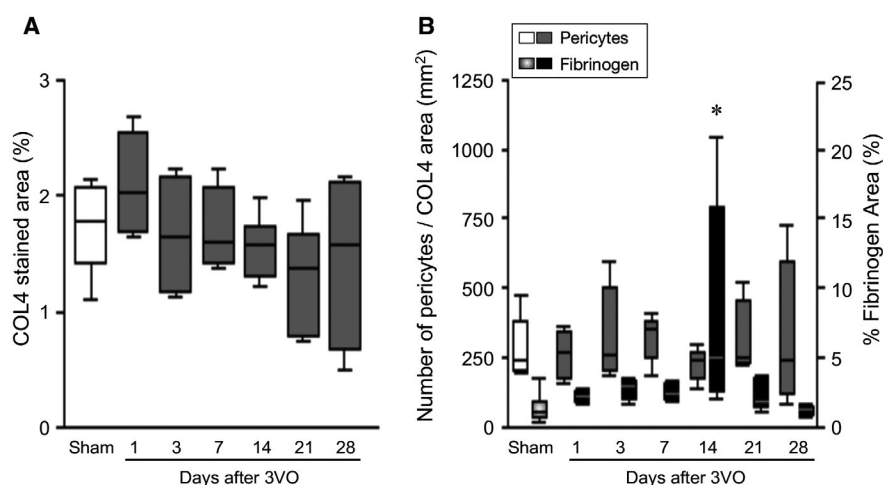 A
COL4 stained area (%)
3
2
1
0
Sham 1 3 7 14 21 28
Days after 3VO
B
Pericytes
Fibrinogen
Number of pericytes / COL4 area (mm²)
1250
1000
750
500
250
0
*
25
20
15
10
5
0
% Fibrinogen Area (%)
Sham 1 3 7 14 21 28
Days after 3VO